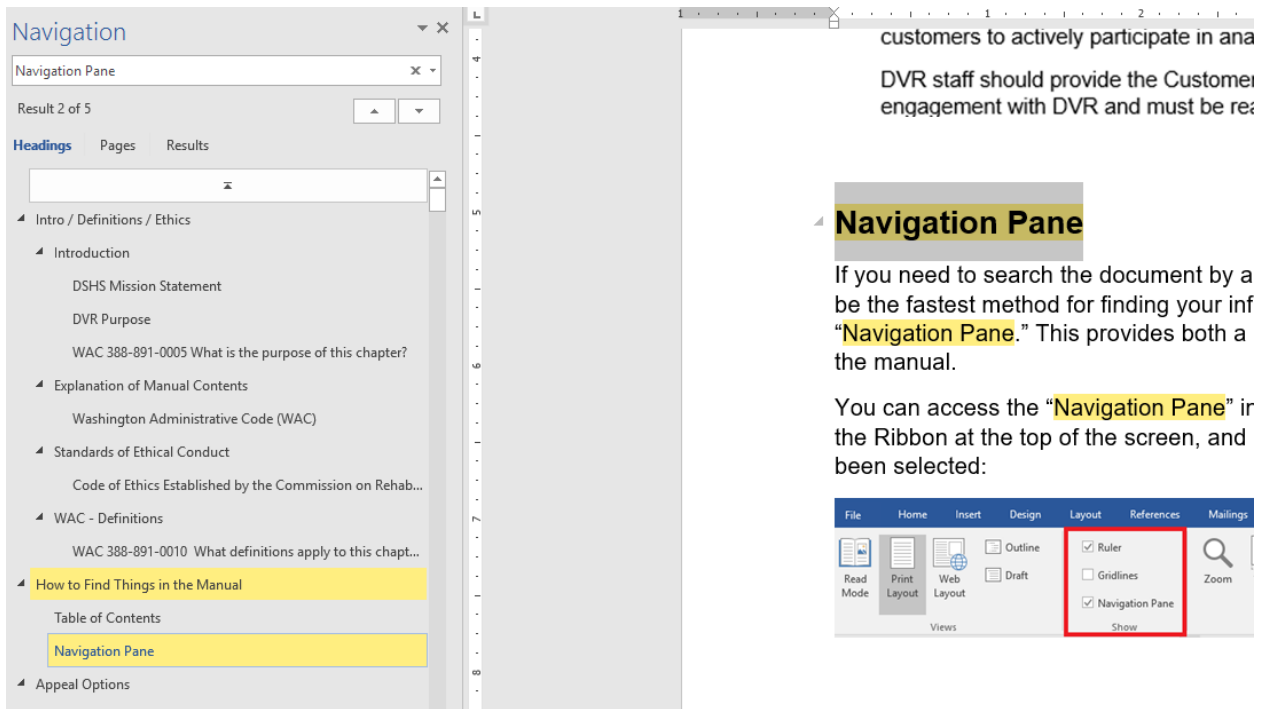 Navigation
Navigation Pane
Result 2 of 5
Headings Pages Results
Intro / Definitions / Ethics
Introduction
DSHS Mission Statement
DVR Purpose
WAC 388-891-0005 What is the purpose of this chapter?
Explanation of Manual Contents
Washington Administrative Code (WAC)
Standards of Ethical Conduct
Code of Ethics Established by the Commission on Rehab...
WAC - Definitions
WAC 388-891-0010 What definitions apply to this chapt...
How to Find Things in the Manual
Table of Contents
Navigation Pane
Appeal Options
L
4
5
6
7
8
1 1 2
customers to actively participate in ana
DVR staff should provide the Customer
engagement with DVR and must be rea
Navigation Pane
If you need to search the document by a
be the fastest method for finding your inf
“Navigation Pane.” This provides both a
the manual.
You can access the “Navigation Pane” in
the Ribbon at the top of the screen, and
been selected:
File Home Insert Design Layout References Mailings
Read
Mode
Print
Layout
Web
Layout
Outline
Draft
Views
Ruler
Gridlines
Navigation Pane
Show
Zoom